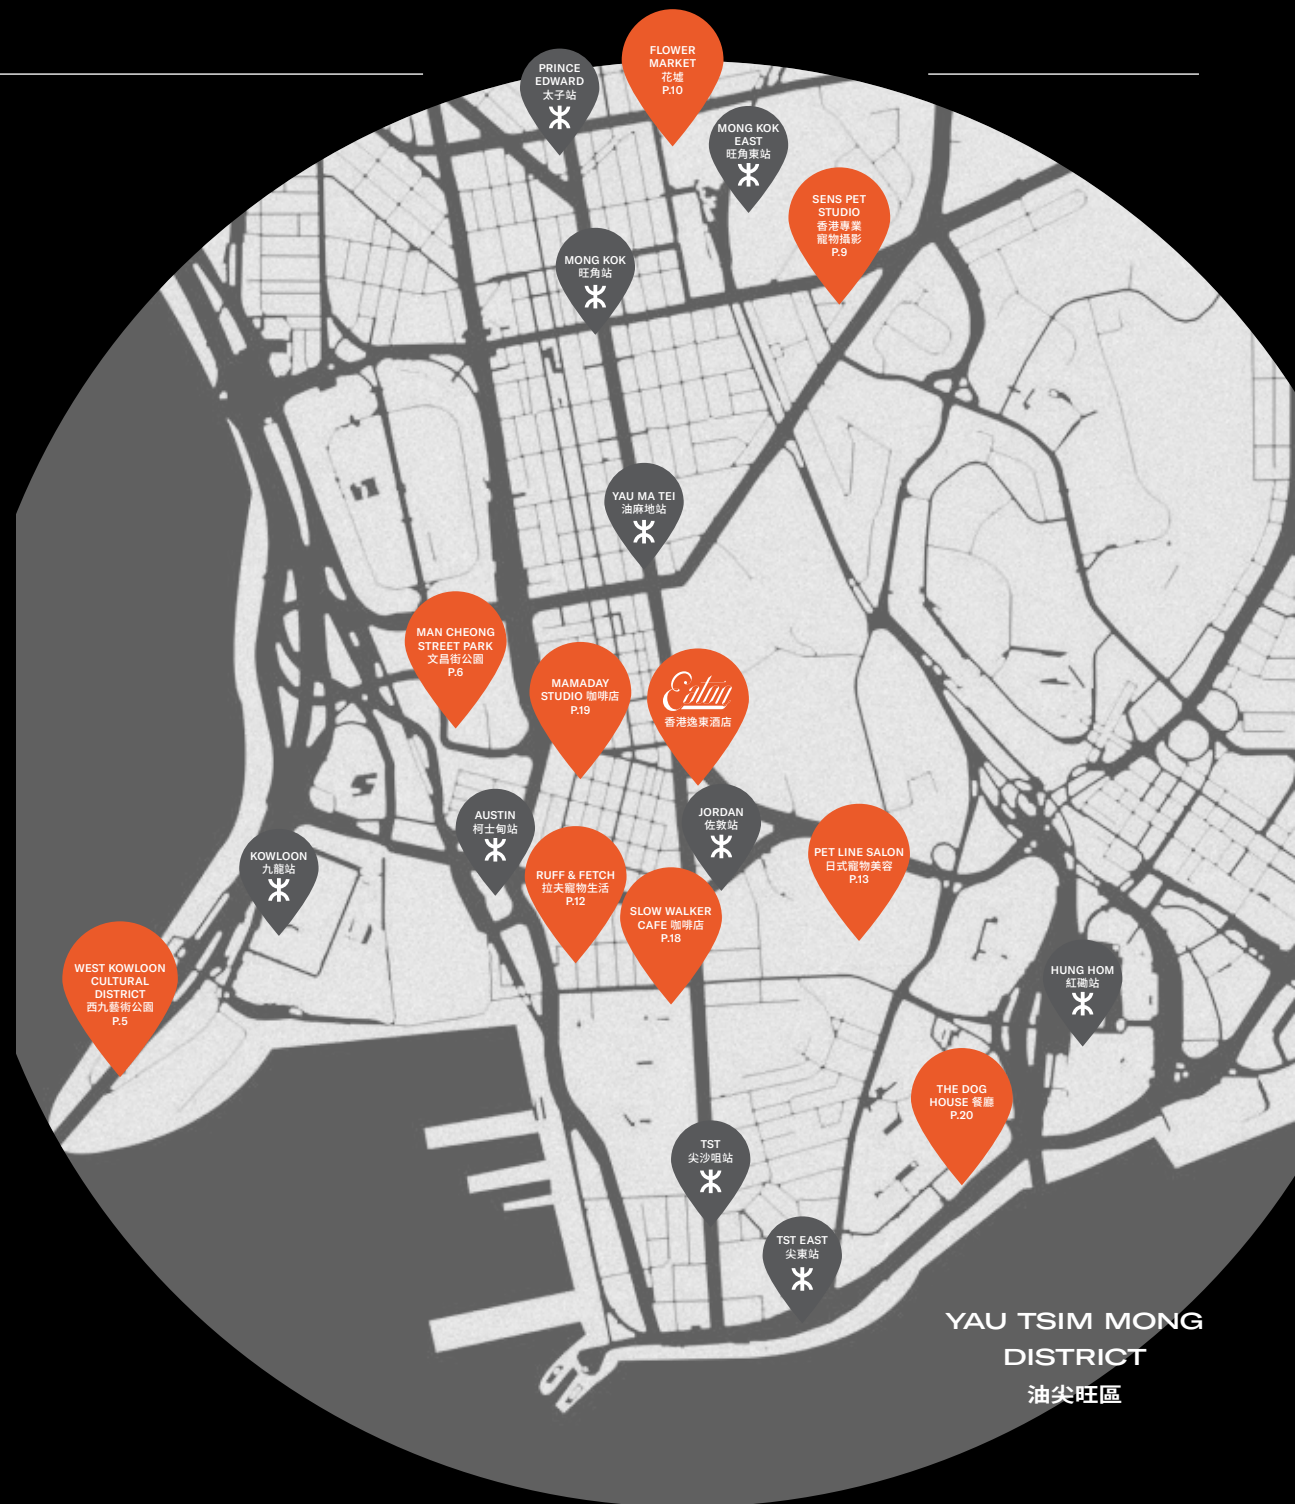 FLOWER
MARKET
花墟
P.10
PRINCE
EDWARD
太子站
MONG KOK
EAST
旺角東站
SENS PET
STUDIO
香港專業
寵物攝影
P.9
MONG KOK
旺角站
YAU MA TEI
油麻地站
MAN CHEONG
STREET PARK
文昌街公園
P.6
MAMADAY
STUDIO 咖啡店
P.19
Eaton
香港逸東酒店
AUSTIN
柯士甸站
JORDAN
佐敦站
PET LINE SALON
日式寵物美容
P.13
KOWLOON
九龍站
RUFF & FETCH
拉夫寵物生活
P.12
SLOW WALKER
CAFE 咖啡店
P.18
WEST KOWLOON
CULTURAL
DISTRICT
西九藝術公園
P.5
HUNG HOM
紅磡站
THE DOG
HOUSE 餐廳
P.20
TST
尖沙咀站
TST EAST
尖東站
YAU TSIM MONG
DISTRICT
油尖旺區